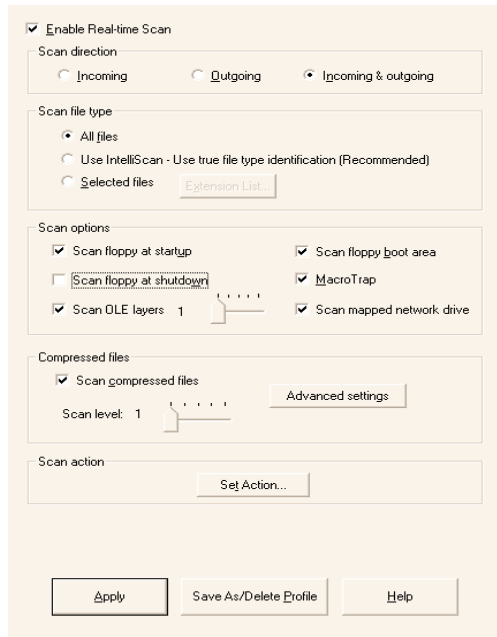 Enable Real-time Scan
Scan direction
Incoming Outgoing Incoming & outgoing
Scan file type
All files
Use IntelliScan - Use true file type identification (Recommended)
Selected files Extension List...
Scan options
Scan floppy at startup Scan floppy boot area
Scan floppy at shutdown MacroTrap
Scan OLE layers 1 Scan mapped network drive
Compressed files
Scan compressed files
Advanced settings
Scan level: 1
Scan action
Set Action...
Apply Save As/Delete Profile Help